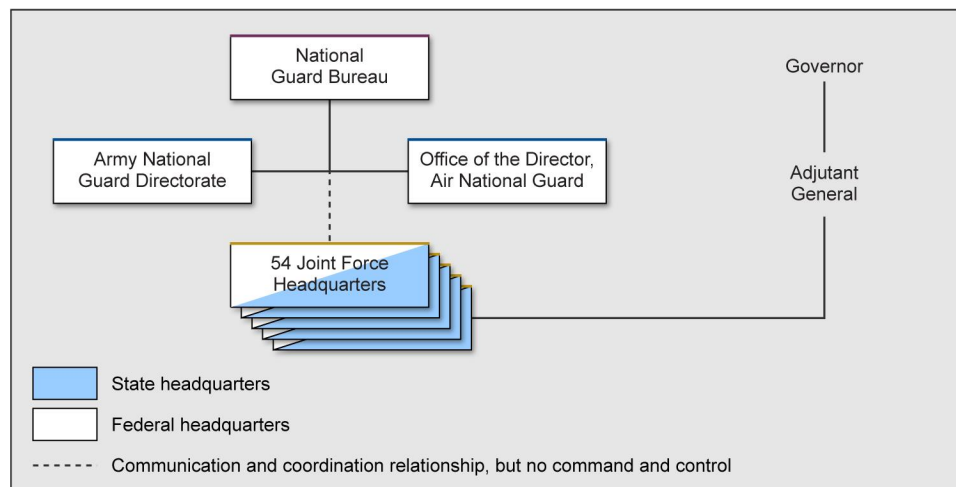 National
Guard Bureau
Governor
Army National
Guard Directorate
Office of the Director,
Air National Guard
Adjutant
General
54 Joint Force
Headquarters
State headquarters
Federal headquarters
Communication and coordination relationship, but no command and control